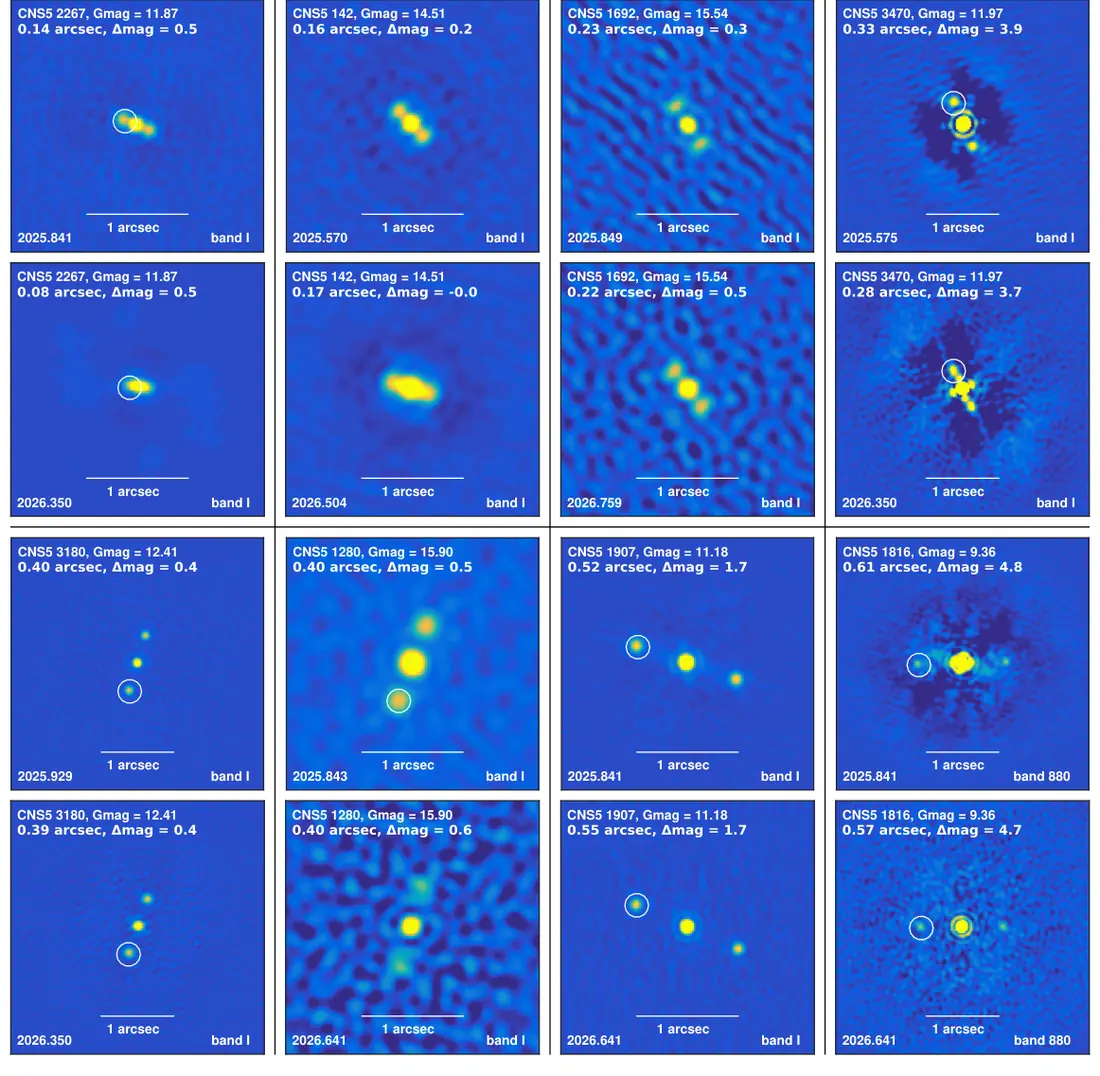 CNS5 2267, Gmag = 11.87
0.14 arcsec, Δmag = 0.5
1 arcsec
2025.841 band I
CNS5 142, Gmag = 14.51
0.16 arcsec, Δmag = 0.2
1 arcsec
2025.570 band I
CNS5 1692, Gmag = 15.54
0.23 arcsec, Δmag = 0.3
1 arcsec
2025.849 band I
CNS5 3470, Gmag = 11.97
0.33 arcsec, Δmag = 3.9
1 arcsec
2025.575 band I
CNS5 2267, Gmag = 11.87
0.08 arcsec, Δmag = 0.5
1 arcsec
2026.350 band I
CNS5 142, Gmag = 14.51
0.17 arcsec, Δmag = -0.0
1 arcsec
2026.504 band I
CNS5 1692, Gmag = 15.54
0.22 arcsec, Δmag = 0.5
1 arcsec
2026.759 band I
CNS5 3470, Gmag = 11.97
0.28 arcsec, Δmag = 3.7
1 arcsec
2026.350 band I
CNS5 3180, Gmag = 12.41
0.40 arcsec, Δmag = 0.4
1 arcsec
2025.929 band I
CNS5 1280, Gmag = 15.90
0.40 arcsec, Δmag = 0.5
1 arcsec
2025.843 band I
CNS5 1907, Gmag = 11.18
0.52 arcsec, Δmag = 1.7
1 arcsec
2025.841 band I
CNS5 1816, Gmag = 9.36
0.61 arcsec, Δmag = 4.8
1 arcsec
2025.841 band 880
CNS5 3180, Gmag = 12.41
0.39 arcsec, Δmag = 0.4
1 arcsec
2026.350 band I
CNS5 1280, Gmag = 15.90
0.40 arcsec, Δmag = 0.6
1 arcsec
2026.641 band I
CNS5 1907, Gmag = 11.18
0.55 arcsec, Δmag = 1.7
1 arcsec
2026.641 band I
CNS5 1816, Gmag = 9.36
0.57 arcsec, Δmag = 4.7
1 arcsec
2026.641 band 880